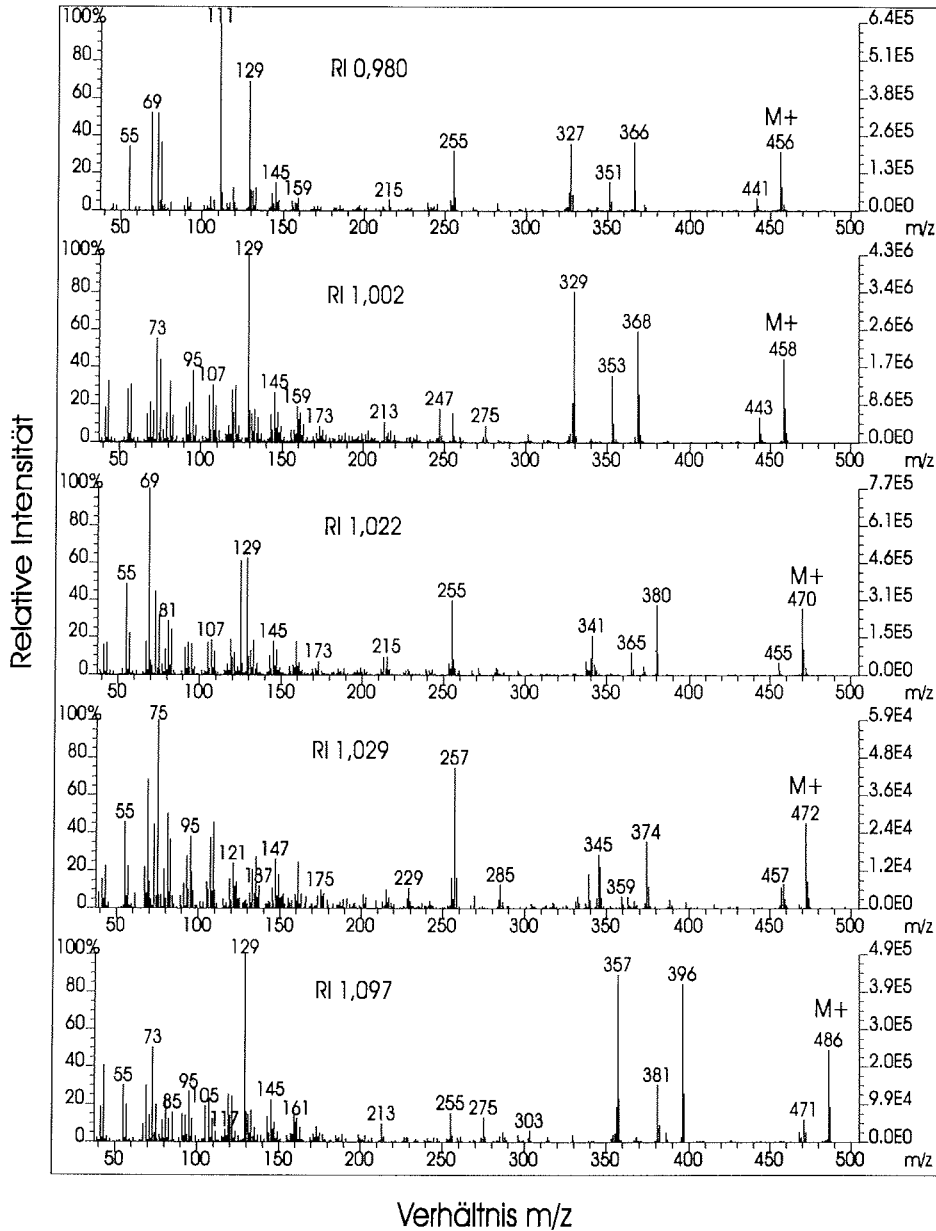 100% 111 6.4E5
RI 0,980
80 129 5.1E5
60 69 3.8E5
55 M+
40 255 327 366 456 2.6E5
20 145 159 215 351 441 1.3E5
0 0.0E0
50 100 150 200 250 300 350 400 450 500 m/z
100% 129 4.3E6
RI 1,002
80 329 3.4E6
60 73 368 M+ 2.6E6
458
40 95 107 353 1.7E6
20 145 159 173 213 247 275 443 8.6E5
0 0.0E0
50 100 150 200 250 300 350 400 450 500 m/z
100% 69 7.7E5
RI 1,022
80 6.1E5
60 129 4.6E5
55 M+
40 81 255 380 470 3.1E5
20 107 145 173 215 341 365 455 1.5E5
0 0.0E0
50 100 150 200 250 300 350 400 450 500 m/z
100% 75 5.9E4
RI 1,029
80 257 4.8E4
60 M+ 3.6E4
55 472
40 95 374 2.4E4
20 121 137 147 175 229 285 345 359 457 1.2E4
0 0.0E0
50 100 150 200 250 300 350 400 450 500 m/z
100% 129 4.9E5
RI 1,097
80 357 396 3.9E5
60 73 M+ 3.0E5
486
40 55 2.0E5
20 85 95 105 117 145 161 213 255 275 303 381 471 9.9E4
0 0.0E0
50 100 150 200 250 300 350 400 450 500 m/z
Relative Intensität
Verhältnis m/z